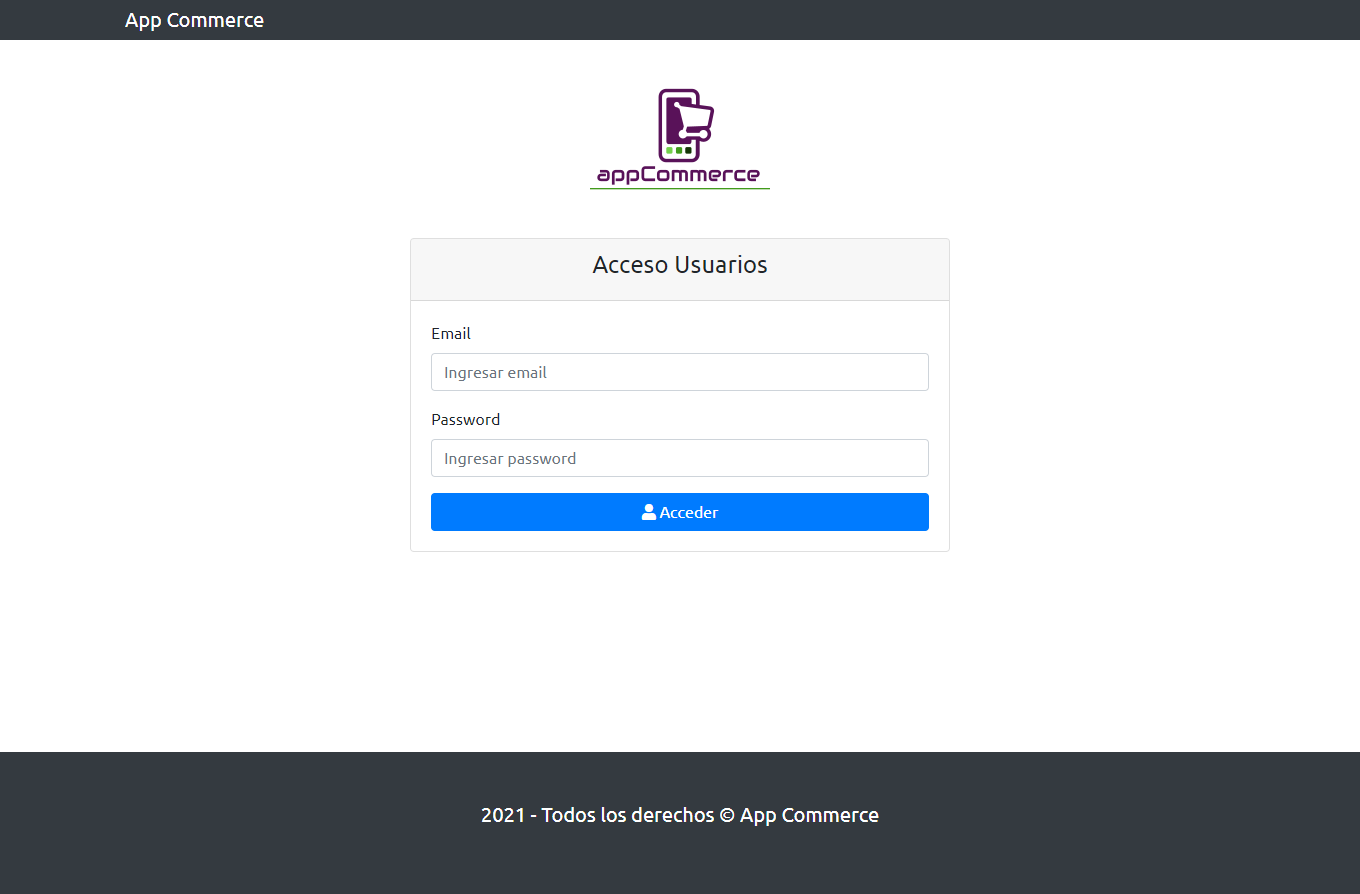 App Commerce
appCommerce
Acceso Usuarios
Email
Ingresar email
Password
Ingresar password
Acceder
2021 - Todos los derechos © App Commerce